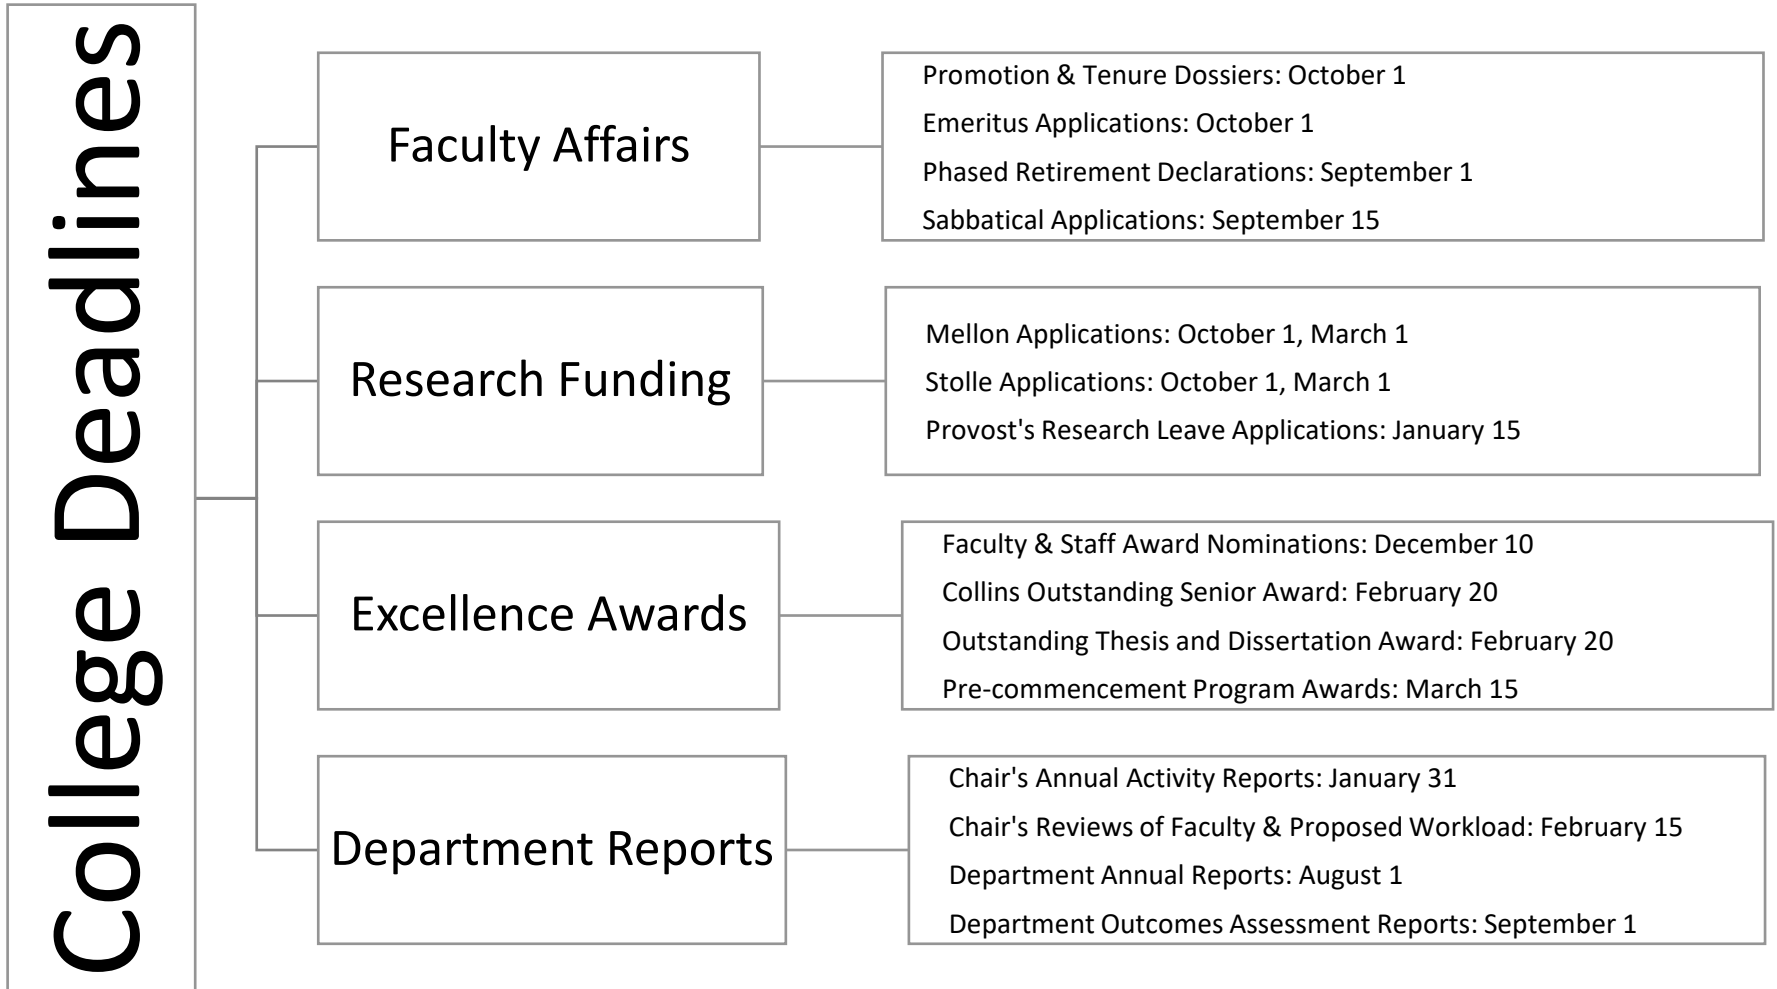 College Deadlines
Faculty Affairs
Promotion & Tenure Dossiers: October 1
Emeritus Applications: October 1
Phased Retirement Declarations: September 1
Sabbatical Applications: September 15
Research Funding
Mellon Applications: October 1, March 1
Stolle Applications: October 1, March 1
Provost's Research Leave Applications: January 15
Excellence Awards
Faculty & Staff Award Nominations: December 10
Collins Outstanding Senior Award: February 20
Outstanding Thesis and Dissertation Award: February 20
Pre-commencement Program Awards: March 15
Department Reports
Chair's Annual Activity Reports: January 31
Chair's Reviews of Faculty & Proposed Workload: February 15
Department Annual Reports: August 1
Department Outcomes Assessment Reports: September 1